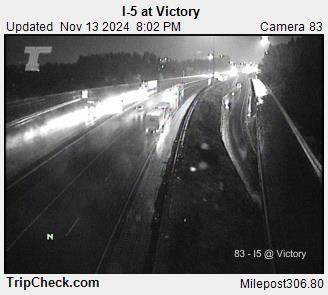 I-5 at Victory
Updated Nov 13 2024 8:02 PM Camera 83
N
83 - I5 @ Victory
TripCheck.com Milepost306.80